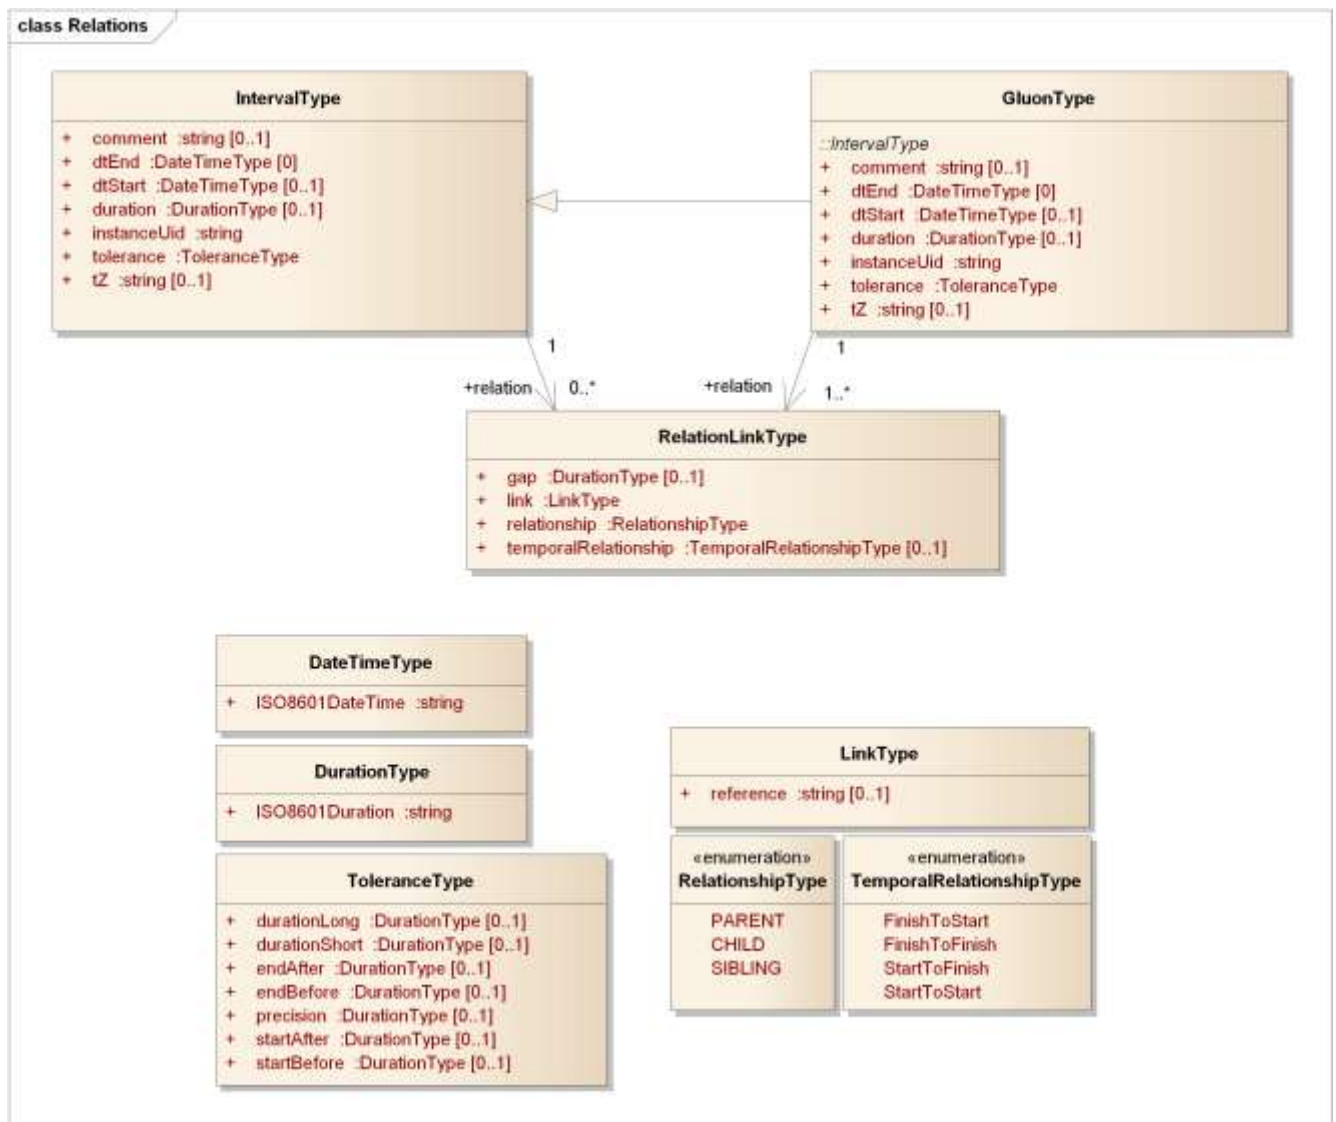 class Relations
IntervalType
+ comment :string [0..1]
+ dtEnd :DateTimeType [0]
+ dtStart :DateTimeType [0..1]
+ duration :DurationType [0..1]
+ instanceUid :string
+ tolerance :ToleranceType
+ tZ :string [0..1]
GluonType
::IntervalType
+ comment :string [0..1]
+ dtEnd :DateTimeType [0]
+ dtStart :DateTimeType [0..1]
+ duration :DurationType [0..1]
+ instanceUid :string
+ tolerance :ToleranceType
+ tZ :string [0..1]
1
+relation 0..*
1
+relation 1..*
RelationLinkType
+ gap :DurationType [0..1]
+ link :LinkType
+ relationship :RelationshipType
+ temporalRelationship :TemporalRelationshipType [0..1]
DateTimeType
+ ISO8601DateTime :string
DurationType
+ ISO8601Duration :string
ToleranceType
+ durationLong :DurationType [0..1]
+ durationShort :DurationType [0..1]
+ endAfter :DurationType [0..1]
+ endBefore :DurationType [0..1]
+ precision :DurationType [0..1]
+ startAfter :DurationType [0..1]
+ startBefore :DurationType [0..1]
LinkType
+ reference :string [0..1]
«enumeration»
RelationshipType
PARENT
CHILD
SIBLING
«enumeration»
TemporalRelationshipType
FinishToStart
FinishToFinish
StartToFinish
StartToStart